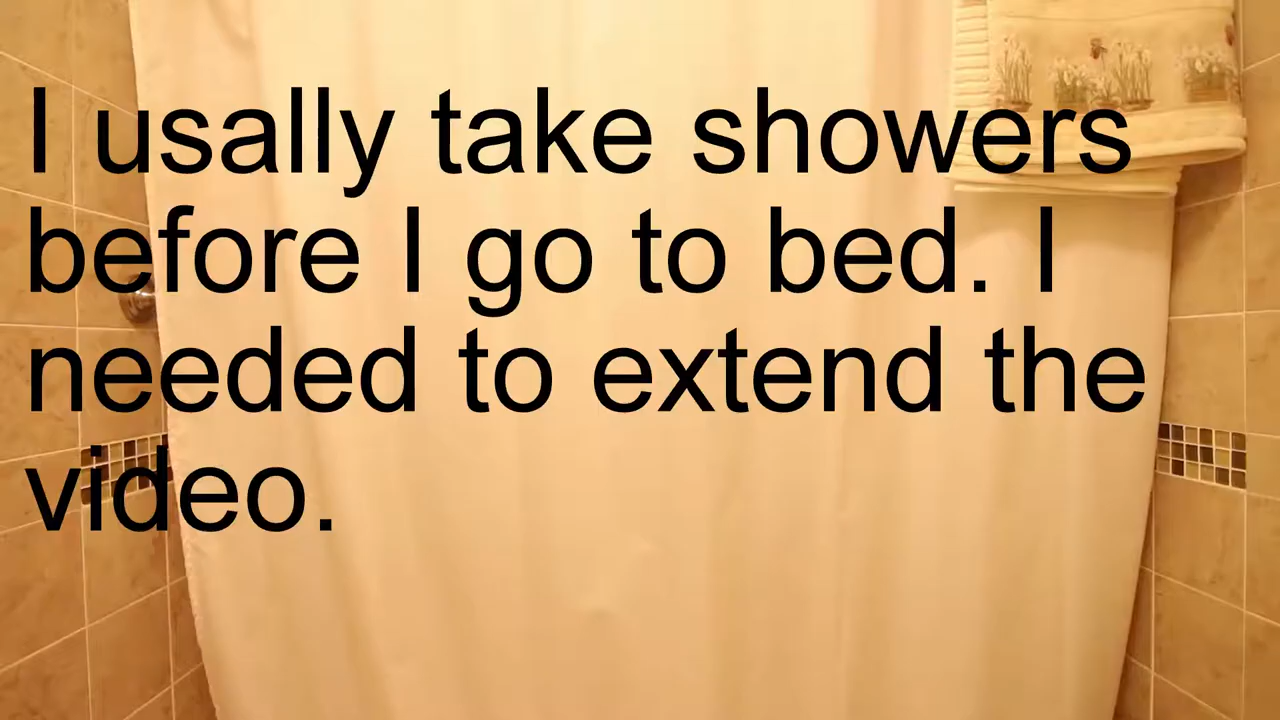 I usally take showers
before I go to bed. I
needed to extend the
video.